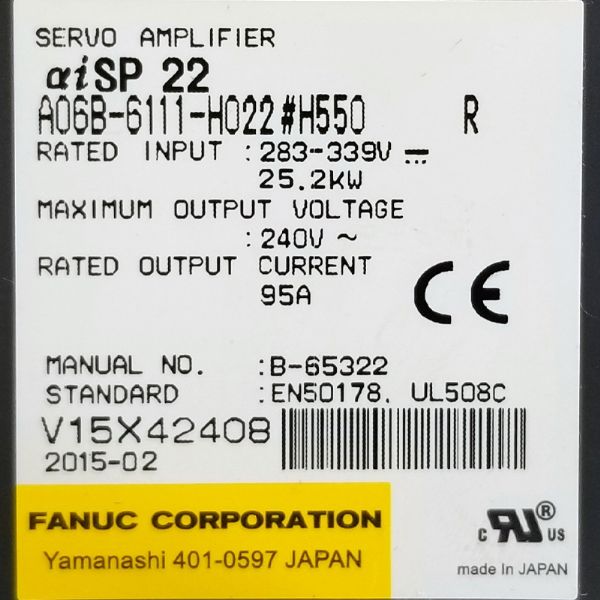 SERVO AMPLIFIER
αiSP 22
A06B-6111-H022#H550 R
RATED INPUT :283-339V ⎓
25.2KW
MAXIMUM OUTPUT VOLTAGE
:240V ~
RATED OUTPUT CURRENT
95A
CE
MANUAL NO. :B-65322
STANDARD :EN50178, UL508C
V15X42408
2015-02
FANUC CORPORATION
Yamanashi 401-0597 JAPAN
c RU ® US
made In JAPAN